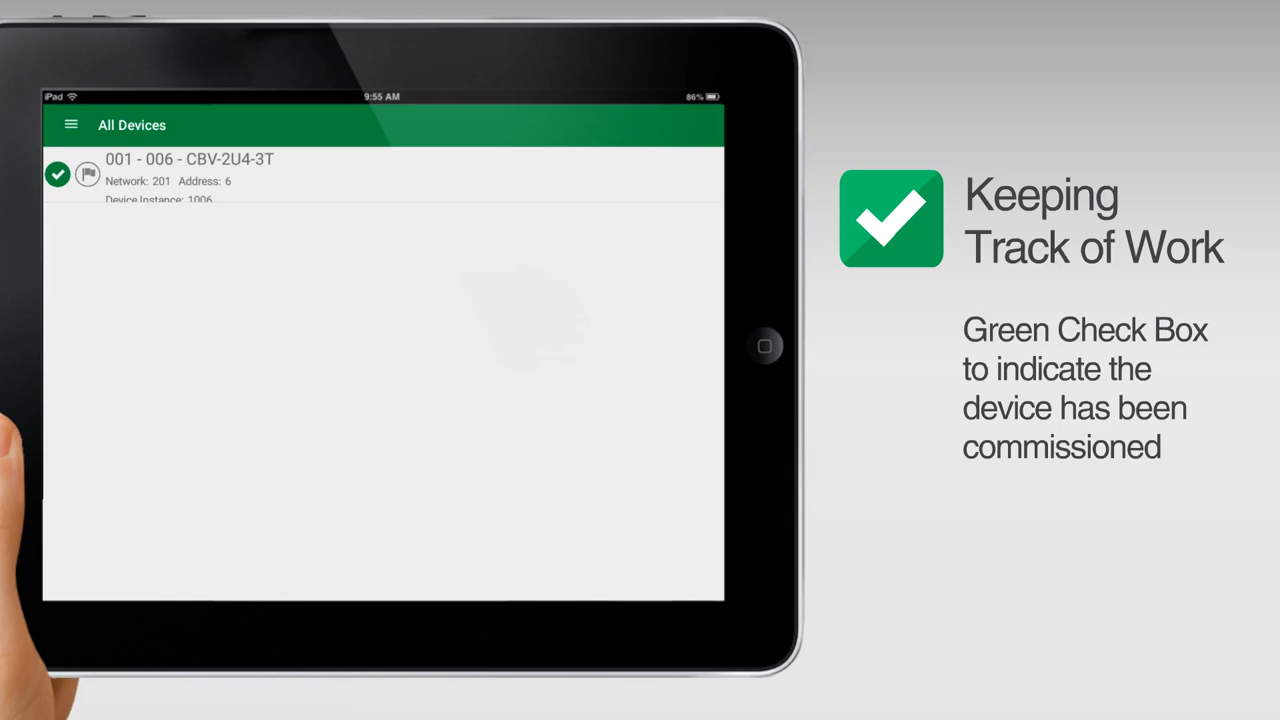 iPad
9:55 AM
86%
All Devices
001 - 006 - CBV-2U4-3T
Network: 201 Address: 6
Device Instance: 1006
Keeping
Track of Work
Green Check Box
to indicate the
device has been
commissioned